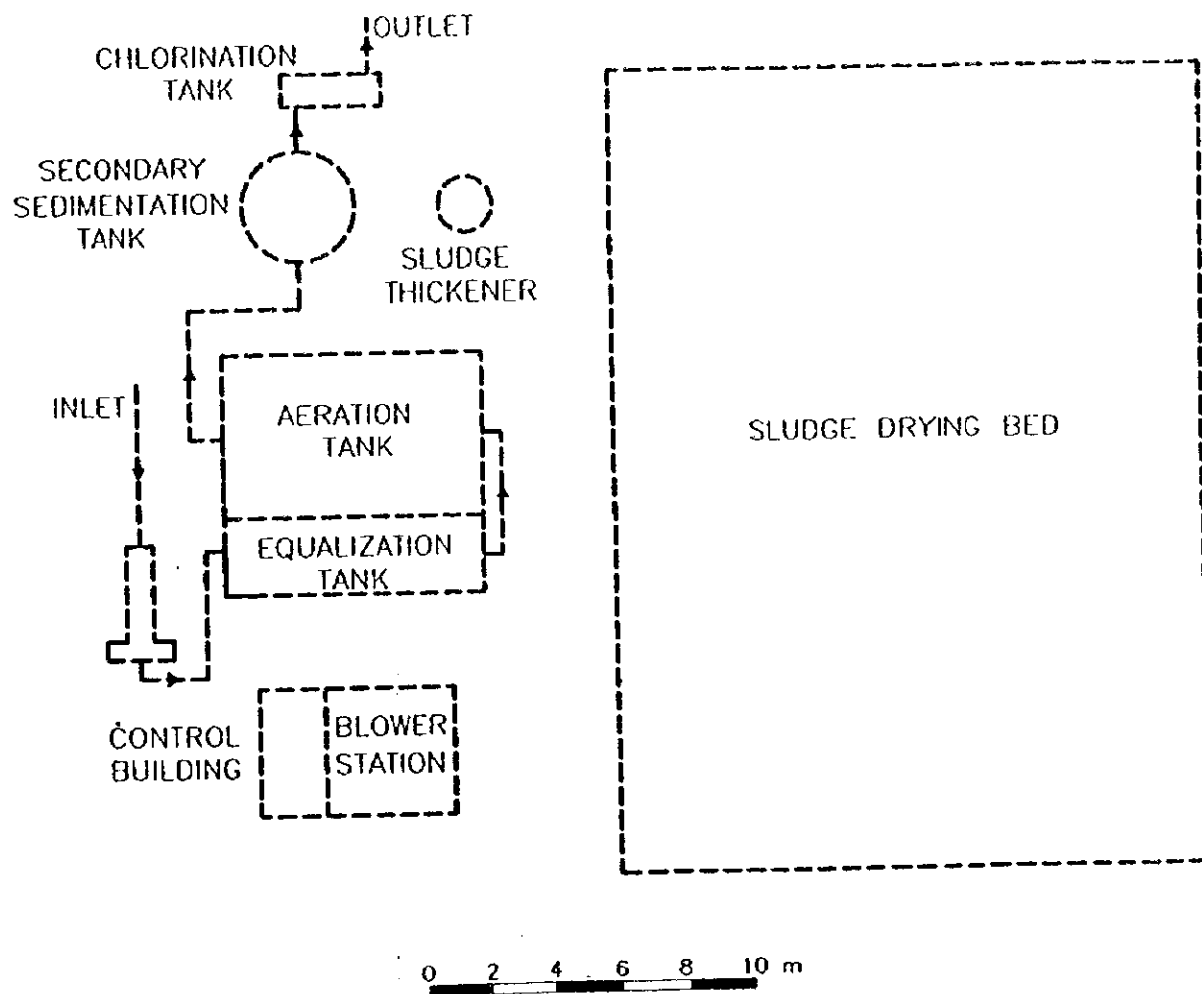 OUTLET
CHLORINATION
TANK
SECONDARY
SEDIMENTATION
TANK
SLUDGE
THICKENER
INLET
AERATION
TANK
SLUDGE DRYING BED
EQUALIZATION
TANK
CONTROL
BUILDING
BLOWER
STATION
0 2 4 6 8 10 m